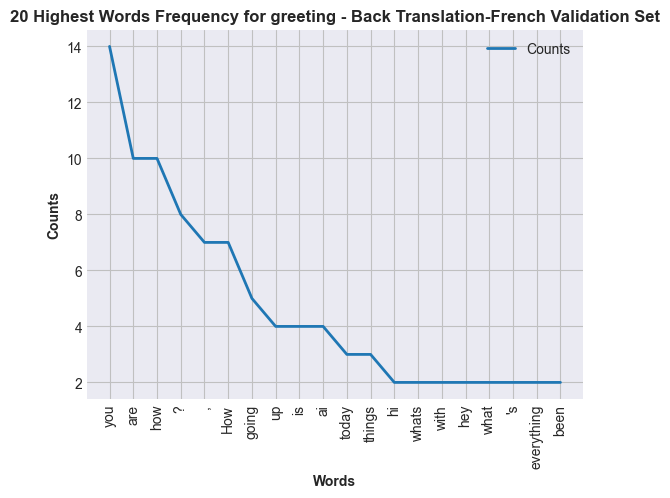 20 Highest Words Frequency for greeting - Back Translation-French Validation Set
Counts
14
12
10
8
6
4
2
Counts
you
are
how
?
,
How
going
up
is
ai
today
things
hi
whats
with
hey
what
's
everything
been
Words